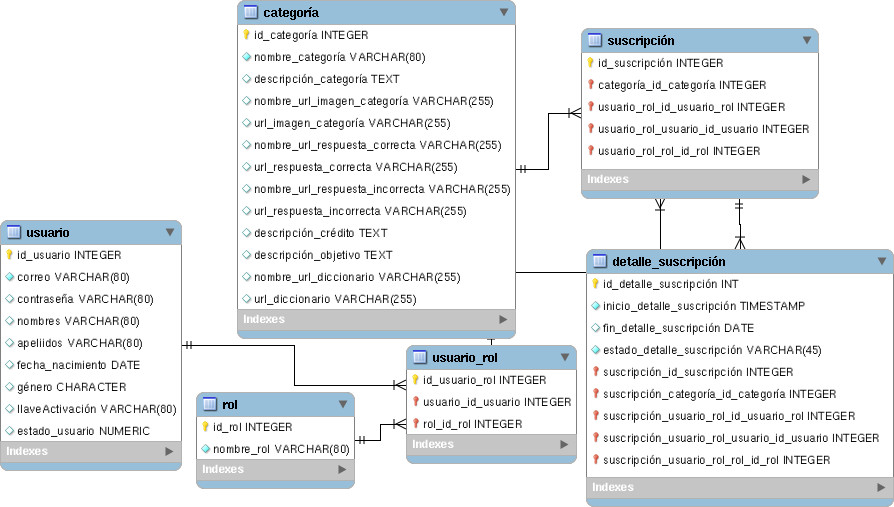 categoría
id_categoría INTEGER
nombre_categoría VARCHAR(80)
descripción_categoría TEXT
nombre_url_imagen_categoría VARCHAR(255)
url_imagen_categoría VARCHAR(255)
nombre_url_respuesta_correcta VARCHAR(255)
url_respuesta_correcta VARCHAR(255)
nombre_url_respuesta_incorrecta VARCHAR(255)
url_respuesta_incorrecta VARCHAR(255)
descripción_crédito TEXT
descripción_objetivo TEXT
nombre_url_diccionario VARCHAR(255)
url_diccionario VARCHAR(255)
Indexes
suscripción
id_suscripción INTEGER
categoría_id_categoría INTEGER
usuario_rol_id_usuario_rol INTEGER
usuario_rol_usuario_id_usuario INTEGER
usuario_rol_rol_id_rol INTEGER
Indexes
usuario
id_usuario INTEGER
correo VARCHAR(80)
contraseña VARCHAR(80)
nombres VARCHAR(80)
apeliidos VARCHAR(80)
fecha_nacimiento DATE
género CHARACTER
llaveActivación VARCHAR(80)
estado_usuario NUMERIC
Indexes
rol
id_rol INTEGER
nombre_rol VARCHAR(80)
Indexes
usuario_rol
id_usuario_rol INTEGER
usuario_id_usuario INTEGER
rol_id_rol INTEGER
Indexes
detalle_suscripción
id_detalle_suscripción INT
inicio_detalle_suscripción TIMESTAMP
fin_detalle_suscripción DATE
estado_detalle_suscripción VARCHAR(45)
suscripción_id_suscripción INTEGER
suscripción_categoría_id_categoría INTEGER
suscripción_usuario_rol_id_usuario_rol INTEGER
suscripción_usuario_rol_usuario_id_usuario INTEGER
suscripción_usuario_rol_rol_id_rol INTEGER
Indexes